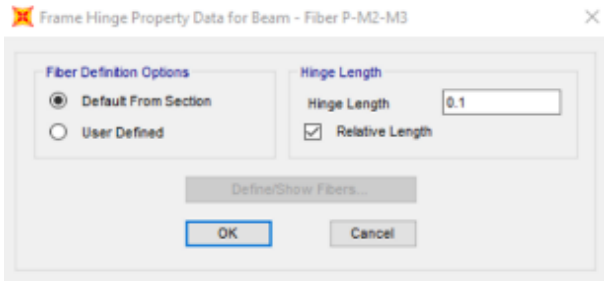 Frame Hinge Property Data for Beam - Fiber P-M2-M3
Fiber Definition Options
Default From Section
User Defined
Hinge Length
Hinge Length 0.1
Relative Length
Define/Show Fibers...
OK Cancel